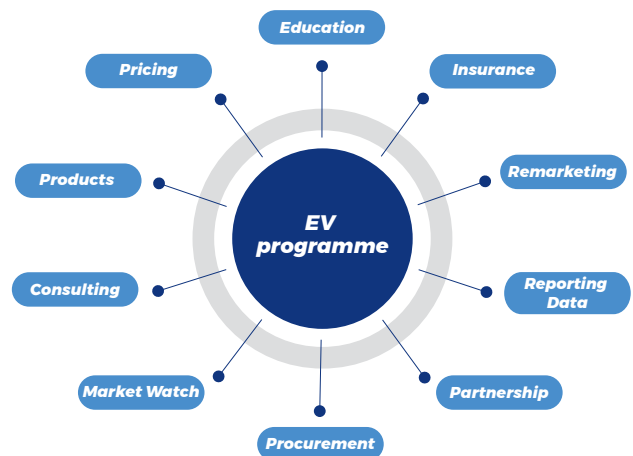 Education
Pricing
Insurance
Products
Remarketing
EV
programme
Consulting
Reporting
Data
Market Watch
Partnership
Procurement